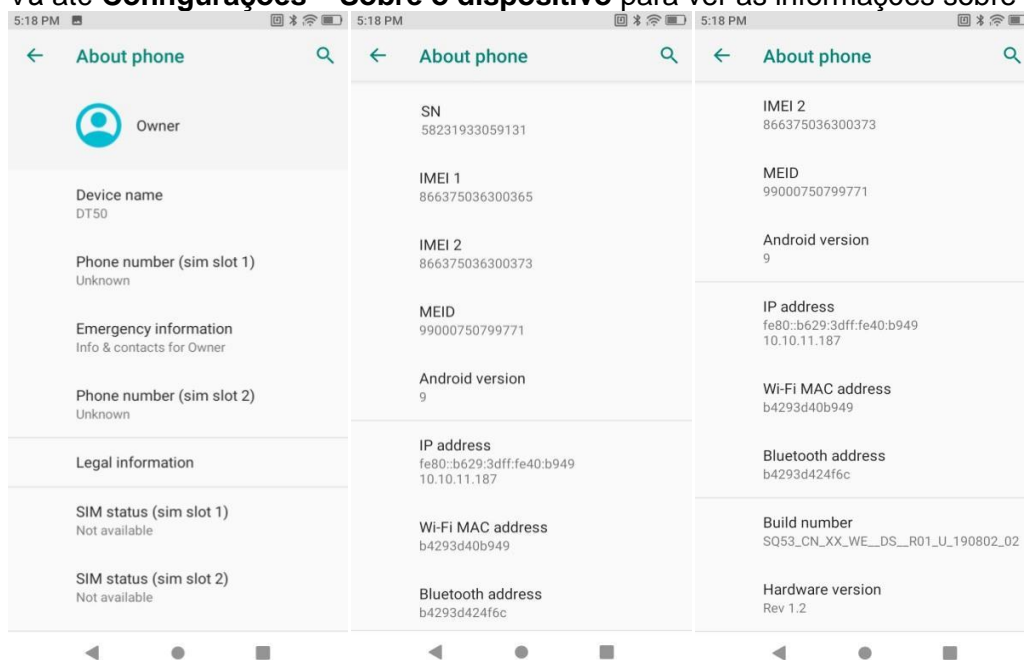 Vá até Configurações – Sobre o dispositivo para ver as informações sobre
5:18 PM
About phone
Owner
Device name
DT50
Phone number (sim slot 1)
Unknown
Emergency information
Info & contacts for Owner
Phone number (sim slot 2)
Unknown
Legal information
SIM status (sim slot 1)
Not available
SIM status (sim slot 2)
Not available
5:18 PM
About phone
SN
58231933059131
IMEI 1
866375036300365
IMEI 2
866375036300373
MEID
99000750799771
Android version
9
IP address
fe80::b629:3dff:fe40:b949
10.10.11.187
Wi-Fi MAC address
b4293d40b949
Bluetooth address
b4293d424f6c
5:18 PM
About phone
IMEI 2
866375036300373
MEID
99000750799771
Android version
9
IP address
fe80::b629:3dff:fe40:b949
10.10.11.187
Wi-Fi MAC address
b4293d40b949
Bluetooth address
b4293d424f6c
Build number
SQ53_CN_XX_WE__DS__R01_U_190802_02
Hardware version
Rev 1.2